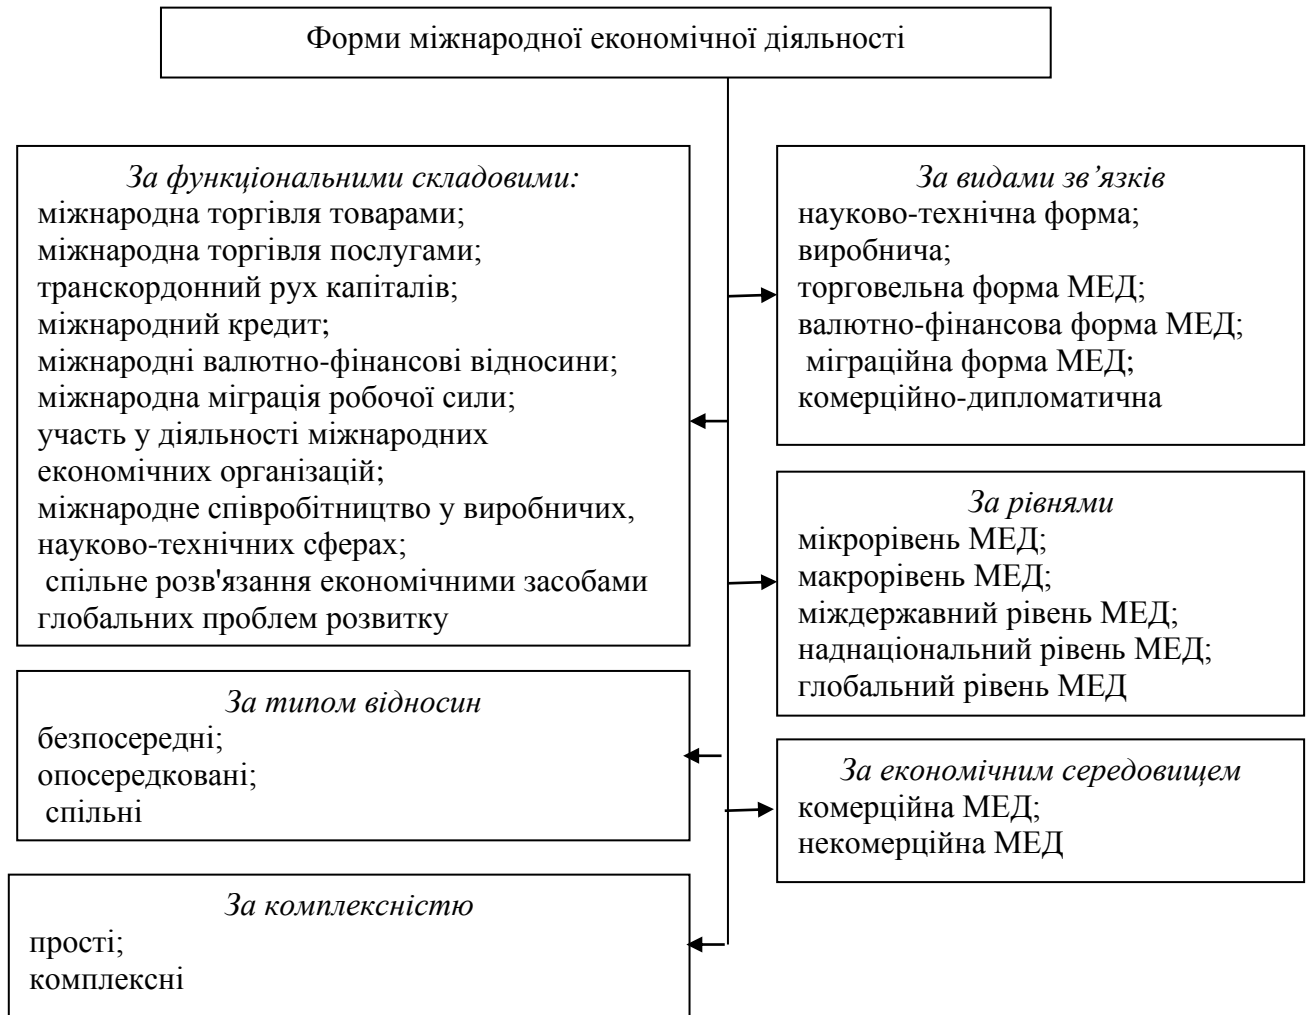 Форми міжнародної економічної діяльності
За функціональними складовими:
міжнародна торгівля товарами;
міжнародна торгівля послугами;
транскордонний рух капіталів;
міжнародний кредит;
міжнародні валютно-фінансові відносини;
міжнародна міграція робочої сили;
участь у діяльності міжнародних
економічних організацій;
міжнародне співробітництво у виробничих,
науково-технічних сферах;
спільне розв'язання економічними засобами
глобальних проблем розвитку
За типом відносин
безпосередні;
опосередковані;
спільні
За комплексністю
прості;
комплексні
За видами зв’язків
науково-технічна форма;
виробнича;
торговельна форма МЕД;
валютно-фінансова форма МЕД;
міграційна форма МЕД;
комерційно-дипломатична
За рівнями
мікрорівень МЕД;
макрорівень МЕД;
міждержавний рівень МЕД;
наднаціональний рівень МЕД;
глобальний рівень МЕД
За економічним середовищем
комерційна МЕД;
некомерційна МЕД